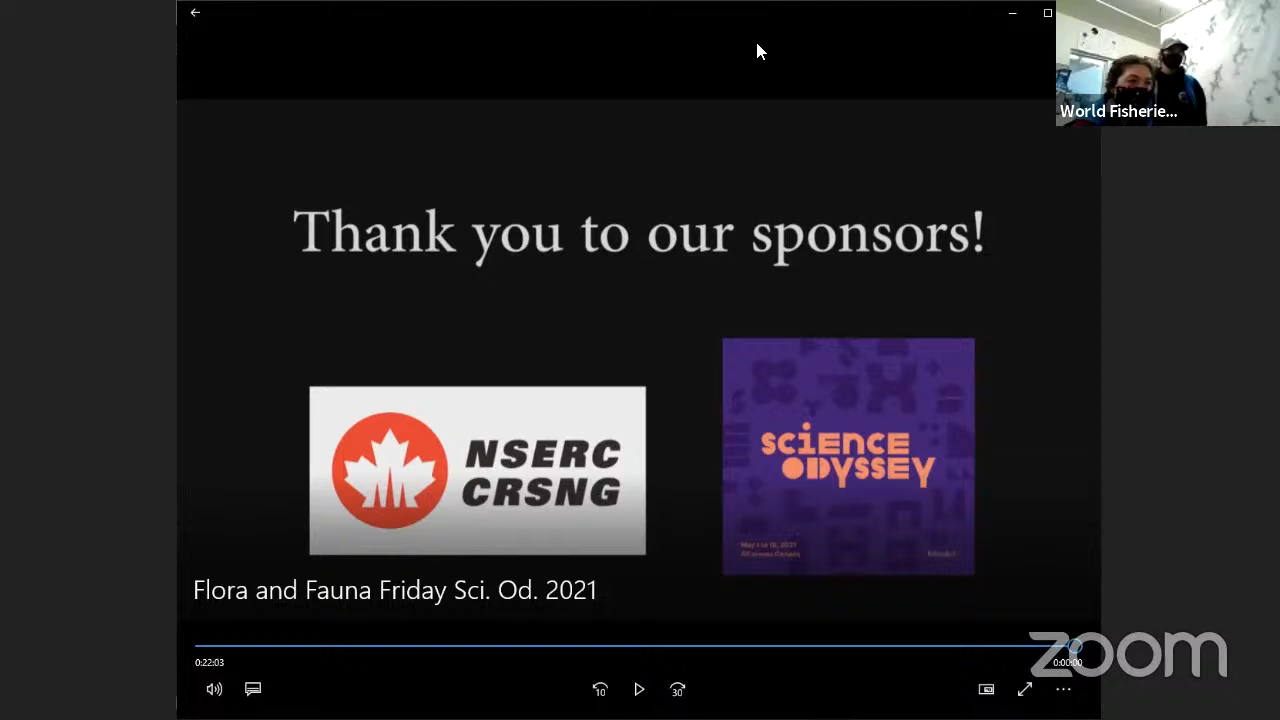 World Fisherie...
Thank you to our sponsors!
NSERC
CRSNG
SCIENCE
ODYSSEY
Flora and Fauna Friday Sci. Od. 2021
0:22:03
0:00:00
10
30
zoom